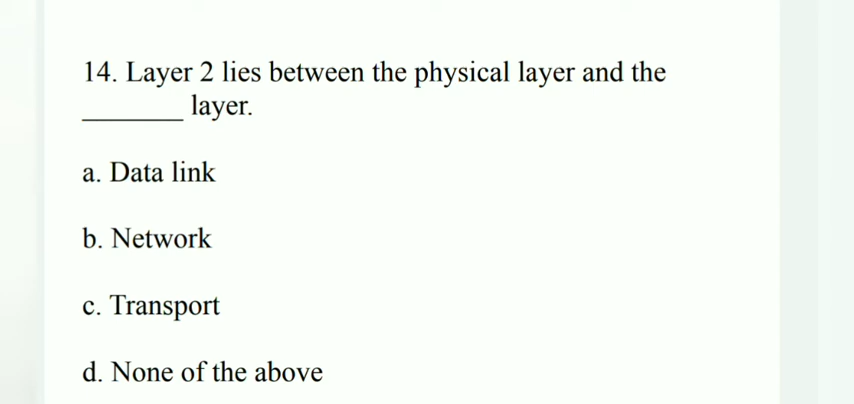 14. Layer 2 lies between the physical layer and the
________ layer.
a. Data link
b. Network
c. Transport
d. None of the above